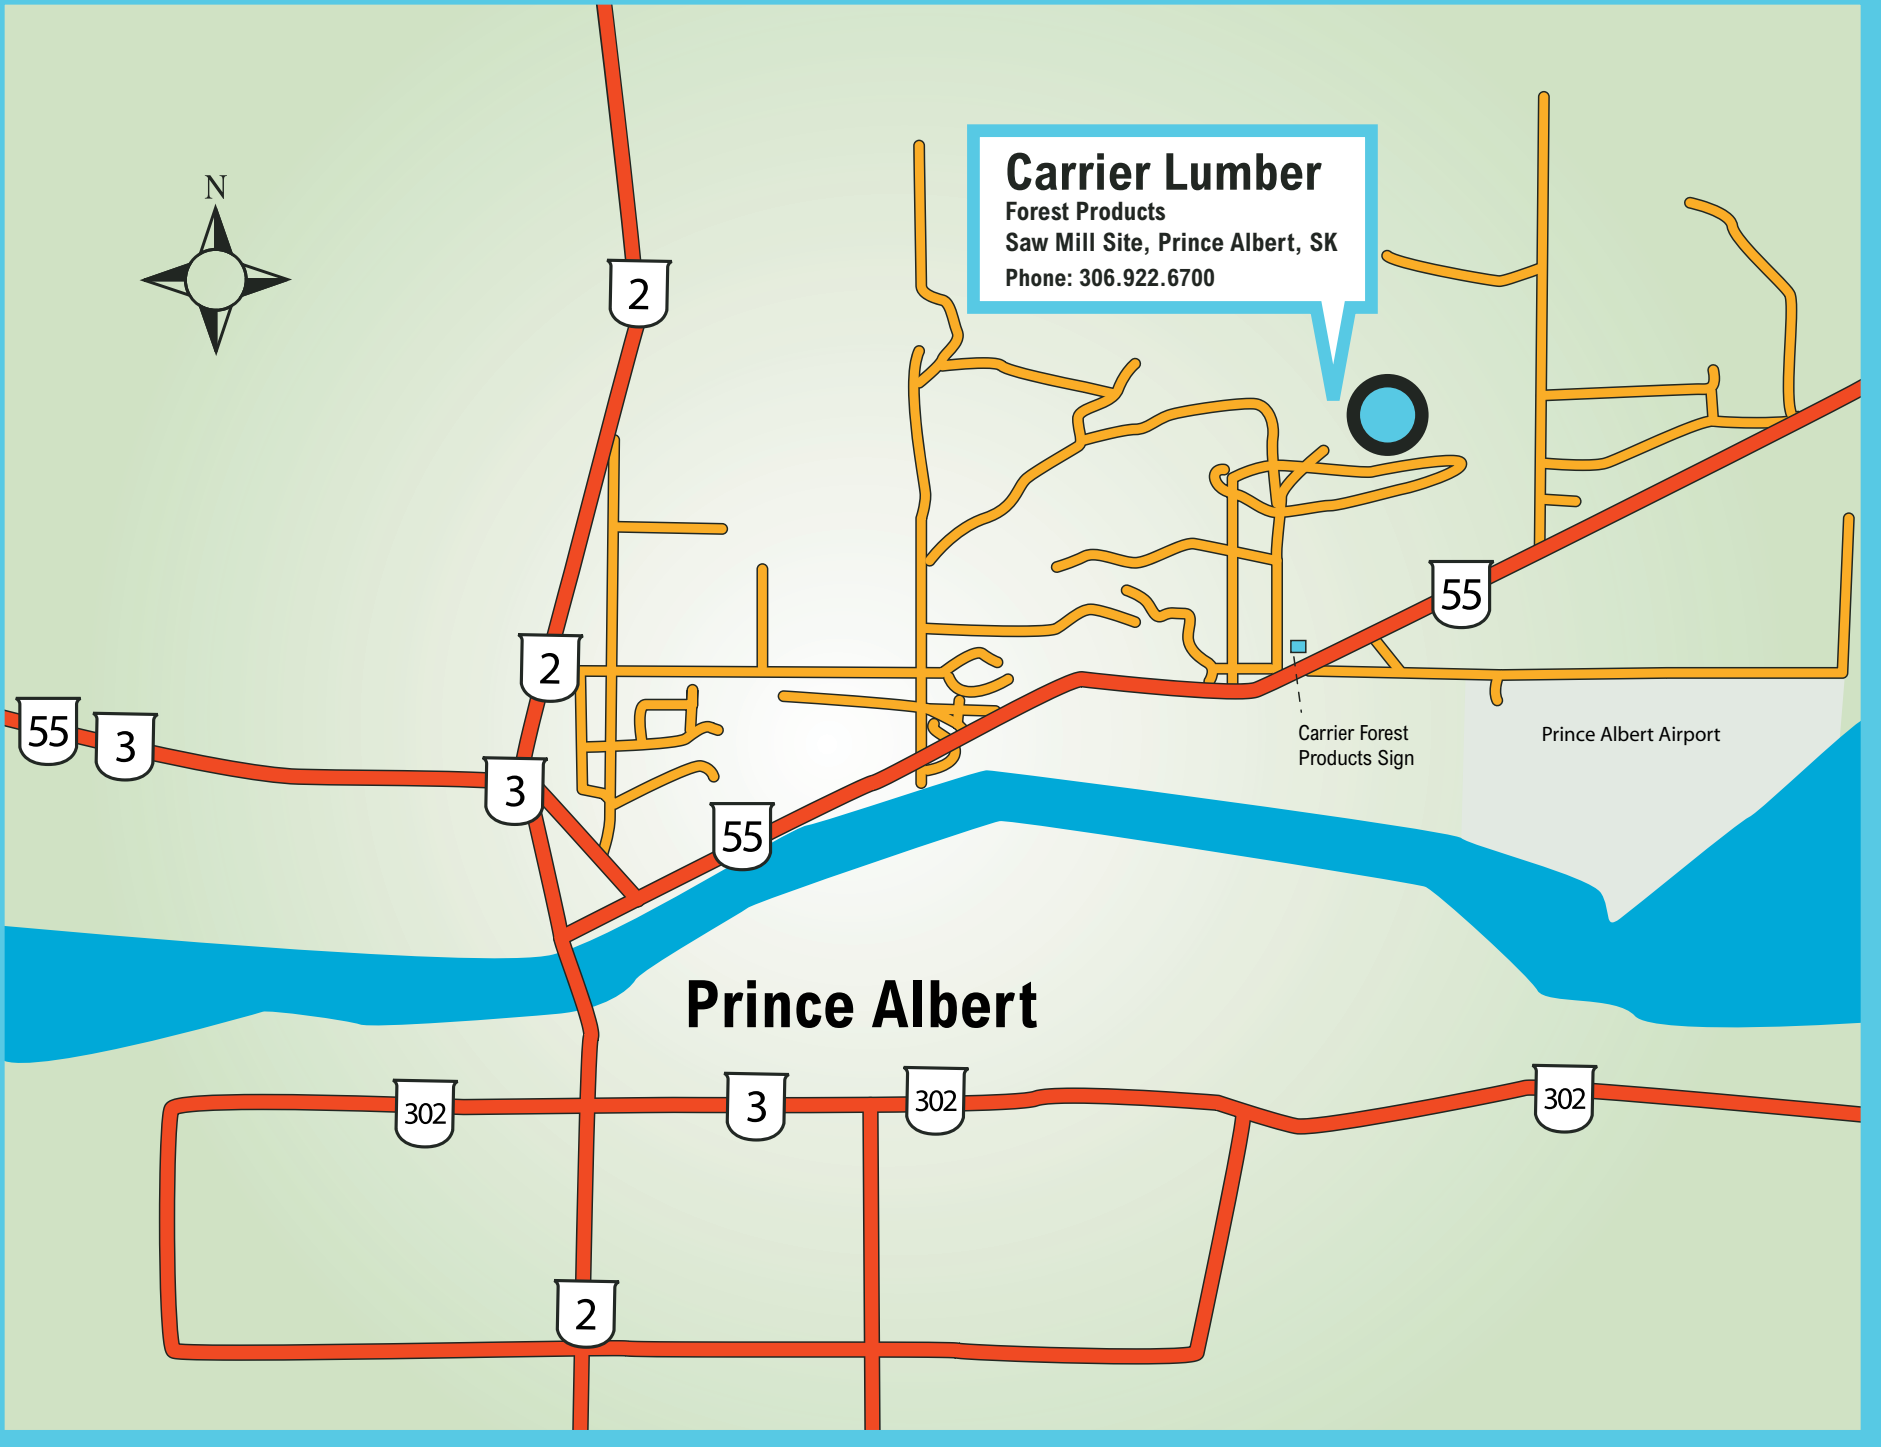 N
Carrier Lumber
Forest Products
Saw Mill Site, Prince Albert, SK
Phone: 306.922.6700
2
55
2
55
3
3
55
Carrier Forest
Products Sign
Prince Albert Airport
Prince Albert
302
3
302
302
2